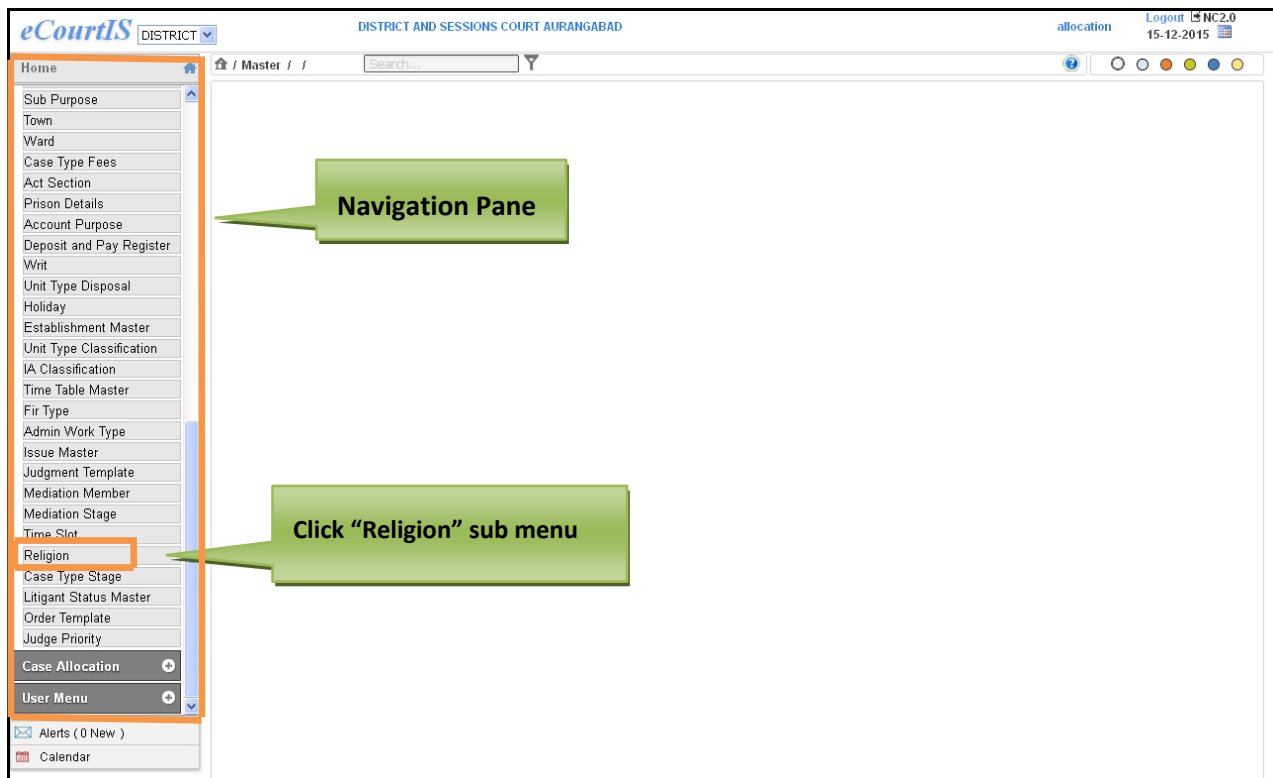 eCourtIS DISTRICT
DISTRICT AND SESSIONS COURT AURANGABAD
allocation
Logout NC2.0
15-12-2015
Home
/ Master / /
Search...
Sub Purpose
Town
Ward
Case Type Fees
Act Section
Prison Details
Account Purpose
Deposit and Pay Register
Writ
Unit Type Disposal
Holiday
Establishment Master
Unit Type Classification
IA Classification
Time Table Master
Fir Type
Admin Work Type
Issue Master
Judgment Template
Mediation Member
Mediation Stage
Time Slot
Religion
Case Type Stage
Litigant Status Master
Order Template
Judge Priority
Case Allocation
User Menu
Alerts ( 0 New )
Calendar
Navigation Pane
Click “Religion” sub menu